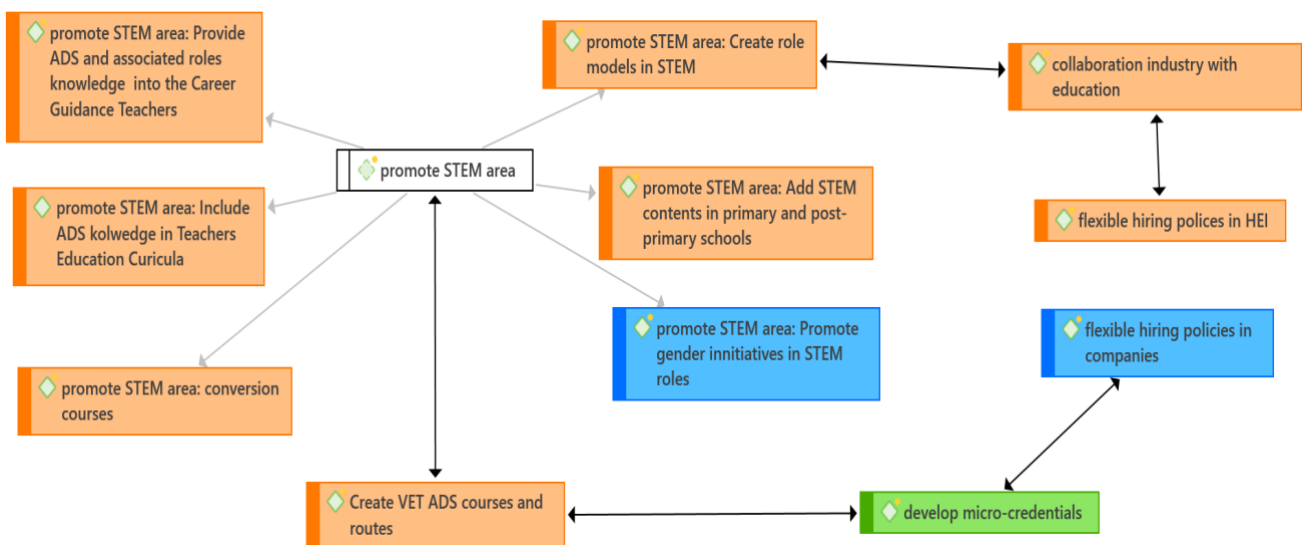 promote STEM area: Provide
ADS and associated roles
knowledge into the Career
Guidance Teachers
promote STEM area: Create role
models in STEM
collaboration industry with
education
promote STEM area
promote STEM area: Include
ADS kolwedge in Teachers
Education Curicula
promote STEM area: Add STEM
contents in primary and post-
primary schools
flexible hiring polices in HEI
promote STEM area: Promote
gender innitiatives in STEM
roles
flexible hiring policies in
companies
promote STEM area: conversion
courses
Create VET ADS courses and
routes
develop micro-credentials